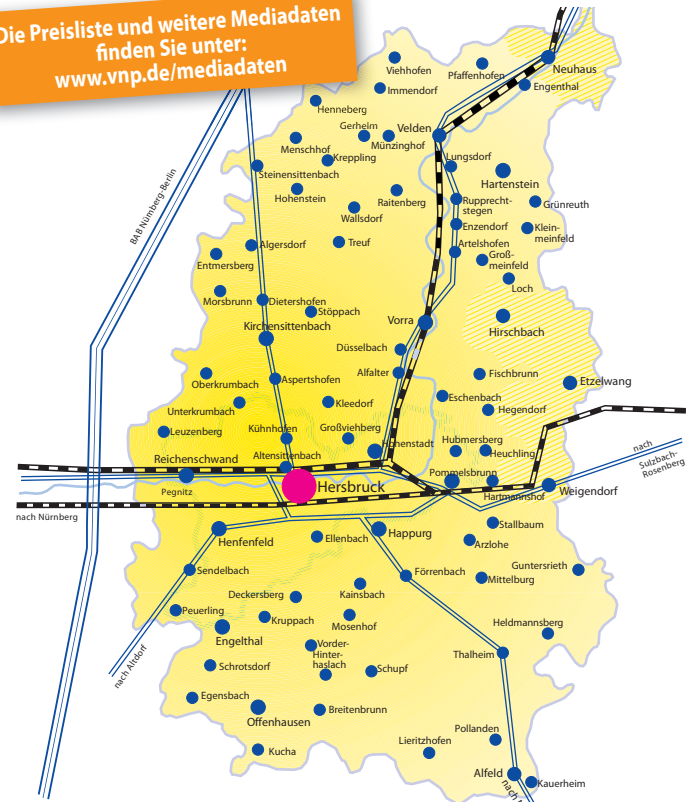 Die Preisliste und weitere Mediadaten
finden Sie unter:
www.vnp.de/mediadaten
Viehhofen
Pfaffenhofen
Neuhaus
Immendorf
Engenthal
Henneberg
Gerheim
Velden
Münzinghof
Menschhof
Kreppling
Lungsdorf
Steinensittenbach
Hartenstein
Hohenstein
Raitenberg
Rupprecht-
stegen
Grünreuth
Wallsdorf
Enzendorf
Klein-
meinfeld
BAB Nürnberg-Berlin
Algersdorf
Treuf
Artelshofen
Groß-
meinfeld
Entmersberg
Loch
Morsbrunn
Dietershofen
Stöppach
Kirchensittenbach
Vorra
Hirschbach
Düsselbach
Oberkrumbach
Aspertshofen
Alfalter
Fischbrunn
Etzelwang
Unterkrumbach
Kleedorf
Eschenbach
Hegendorf
Leuzenberg
Kühnhofen
Großviehberg
Hohenstadt
Hubmersberg
Heuchling
nach
Sulzbach-
Rosenberg
Reichenschwand
Altensittenbach
Pommelsbrunn
Pegnitz
Hersbruck
Hartmannshof
Weigendorf
nach Nürnberg
Henfenfeld
Ellenbach
Happurg
Stallbaum
Arzlohe
Sendelbach
Förrenbach
Guntersrieth
Mittelburg
Deckersberg
Kainsbach
Peuerling
Kruppach
Mosenhof
Heldmannsberg
Engelthal
Vorder-
Hinter-
haslach
Thalheim
nach Altdorf
Schrotsdorf
Schupf
Egensbach
Offenhausen
Breitenbrunn
Pollanden
Lieritzhofen
Kucha
Alfeld
Kauerheim
nach